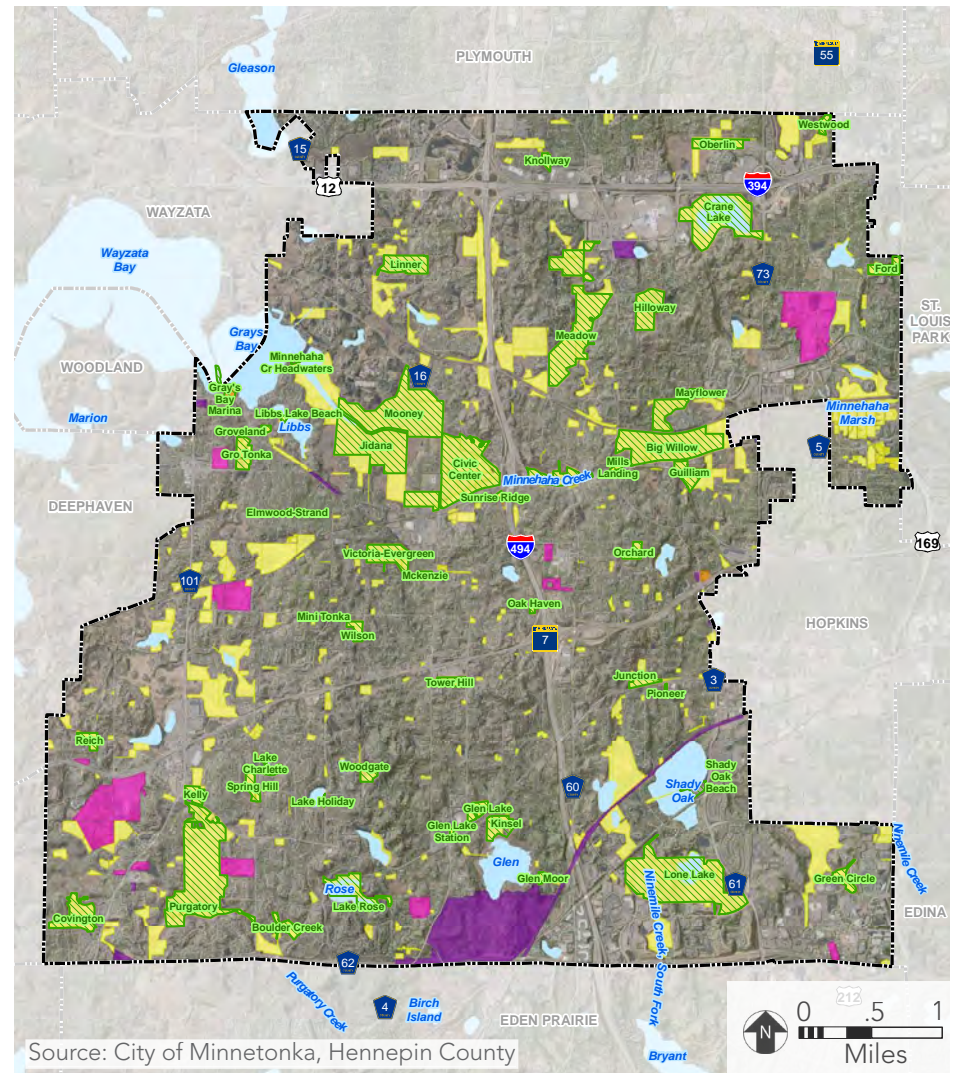 PLYMOUTH
55
Gleason
Westwood
15
Oberlin
Knollway
12
394
WAYZATA
Crane
Lake
Wayzata
Bay
Linner
Ford
73
ST.
LOUIS
PARK
Hilloway
Meadow
Grays
Bay
Minnehaha
Cr Headwaters
WOODLAND
16
Gray's
Bay
Marina
Mayflower
Marion
Libbs Lake Beach
Libbs
Mooney
Minnehaha
Marsh
Groveland
Jidana
Big Willow
5
Gro Tonka
Civic
Center
Mills
Landing
Guilliam
Minnehaha Creek
Sunrise Ridge
DEEPHAVEN
Elmwood-Strand
169
494
Victoria-Evergreen
Orchard
Mckenzie
101
Oak Haven
Mini Tonka
Wilson
HOPKINS
7
Tower Hill
Junction
Pioneer
3
Reich
Lake
Charlette
Woodgate
Shady
Oak
Beach
Shady
Oak
Spring Hill
Kelly
Lake Holiday
60
Glen Lake
Glen Lake
Station
Kinsel
Glen
Glen Moor
Lone Lake
61
Green Circle
Ninemile Creek
Rose
Lake Rose
Purgatory
Covington
Boulder Creek
EDINA
Ninemile Creek, South Fork
62
Purgatory Creek
4
Birch
Island
EDEN PRAIRIE
212
Bryant
N
0 .5 1
Miles
Source: City of Minnetonka, Hennepin County